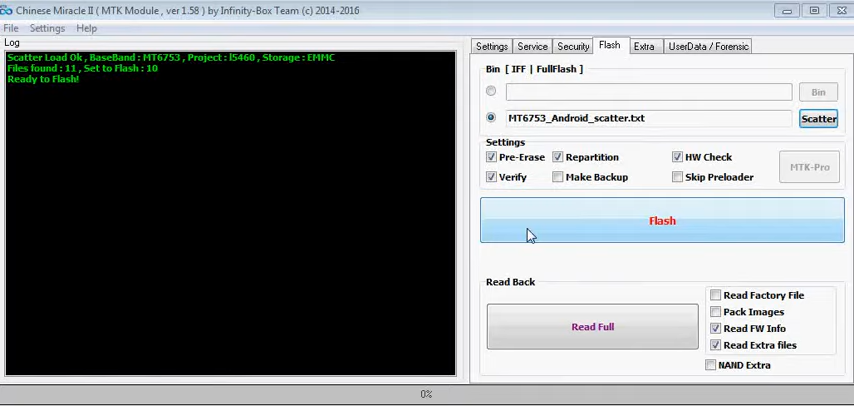 Chinese Miracle II ( MTK Module , ver 1.58 ) by Infinity-Box Team (c) 2014-2016
File Settings Help
Log
Scatter Load Ok , BaseBand : MT6753 , Project : l5460 , Storage : EMMC
Files found : 11 , Set to Flash : 10
Ready to Flash!
Settings Service Security Flash Extra UserData / Forensic
Bin [ IFF | FullFlash ]
Bin
MT6753_Android_scatter.txt Scatter
Settings
Pre-Erase Repartition HW Check
MTK-Pro
Verify Make Backup Skip Preloader
Flash
Read Back
Read Full
Read Factory File
Pack Images
Read FW Info
Read Extra files
NAND Extra
0%